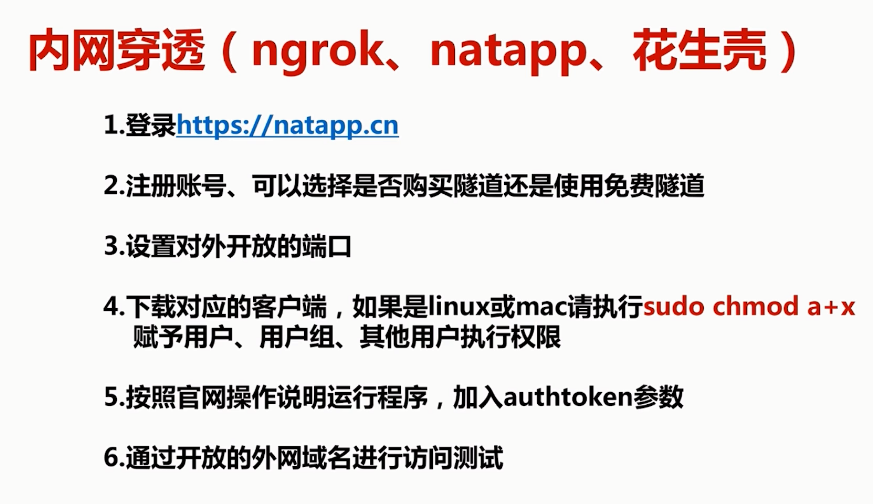 内网穿透（ngrok、natapp、花生壳）
1.登录https://natapp.cn
2.注册账号、可以选择是否购买隧道还是使用免费隧道
3.设置对外开放的端口
4.下载对应的客户端，如果是linux或mac请执行sudo chmod a+x
赋予用户、用户组、其他用户执行权限
5.按照官网操作说明运行程序，加入authtoken参数
6.通过开放的外网域名进行访问测试